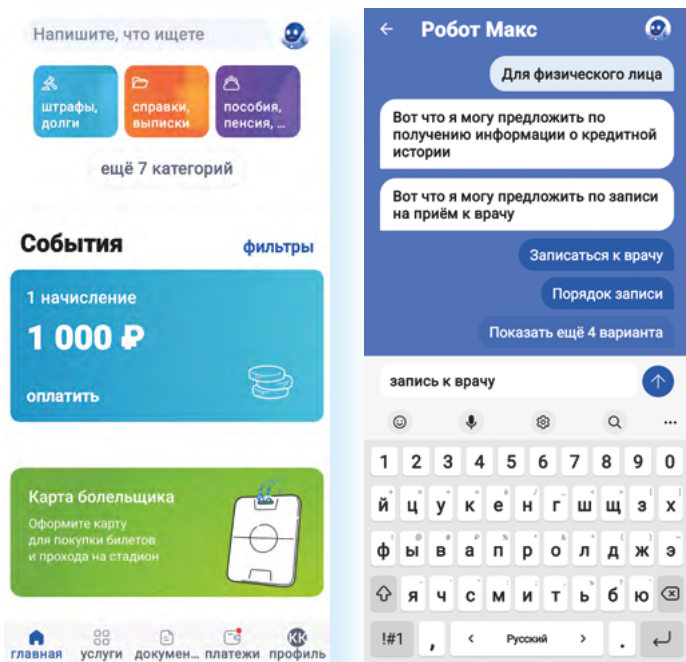 Напишите, что ищете
штрафы,
долги
справки,
выписки
пособия,
пенсия, ...
ещё 7 категорий
События
фильтры
1 начисление
1 000 ₽
оплатить
Карта болельщика
Оформите карту
для покупки билетов
и прохода на стадион
главная услуги докумен... платежи профиль
КК
Робот Макс
Для физического лица
Вот что я могу предложить по
получению информации о кредитной
истории
Вот что я могу предложить по записи
на приём к врачу
Записаться к врачу
Порядок записи
Показать ещё 4 варианта
запись к врачу
1 2 3 4 5 6 7 8 9 0
й ц у к е н г ш щ з х
ф ы в а п р о л д ж э
я ч с м и т ь б ю
!#1 , < Русский > .